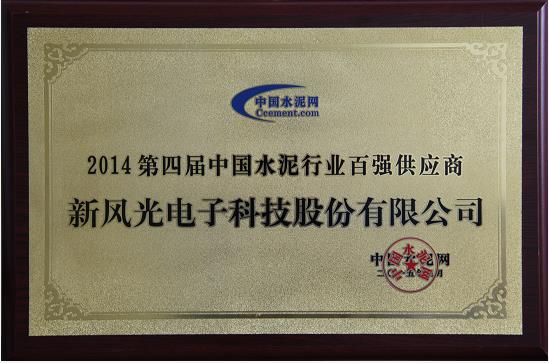 中国水泥网
Ccement.com
2014第四届中国水泥行业百强供应商
新风光电子科技股份有限公司
中国水泥网